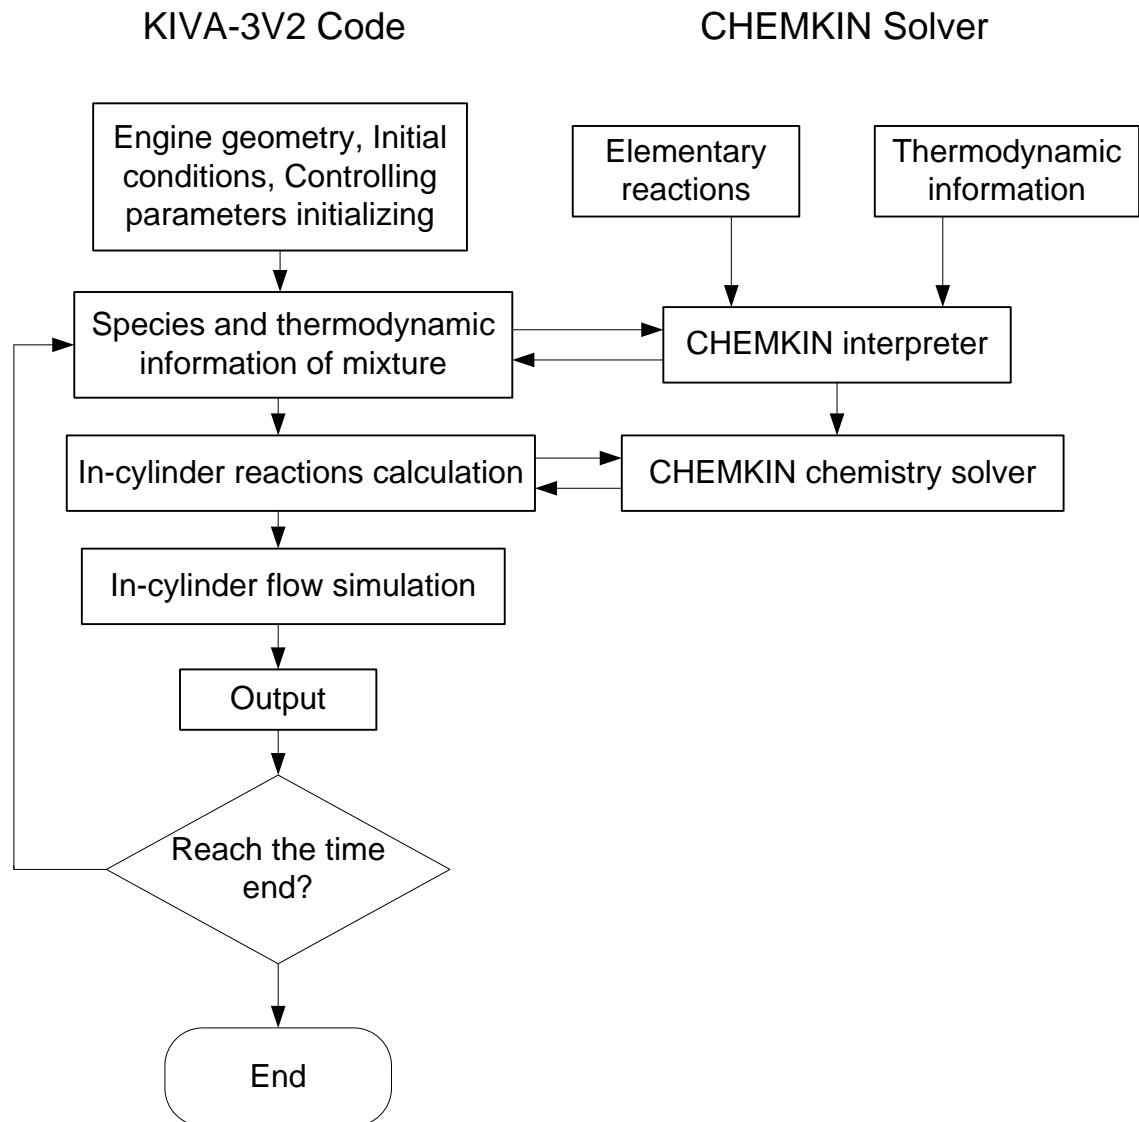 KIVA-3V2 Code
CHEMKIN Solver
Engine geometry, Initial
conditions, Controlling
parameters initializing
Elementary
reactions
Thermodynamic
information
Species and thermodynamic
information of mixture
CHEMKIN interpreter
In-cylinder reactions calculation
CHEMKIN chemistry solver
In-cylinder flow simulation
Output
Reach the time
end?
End